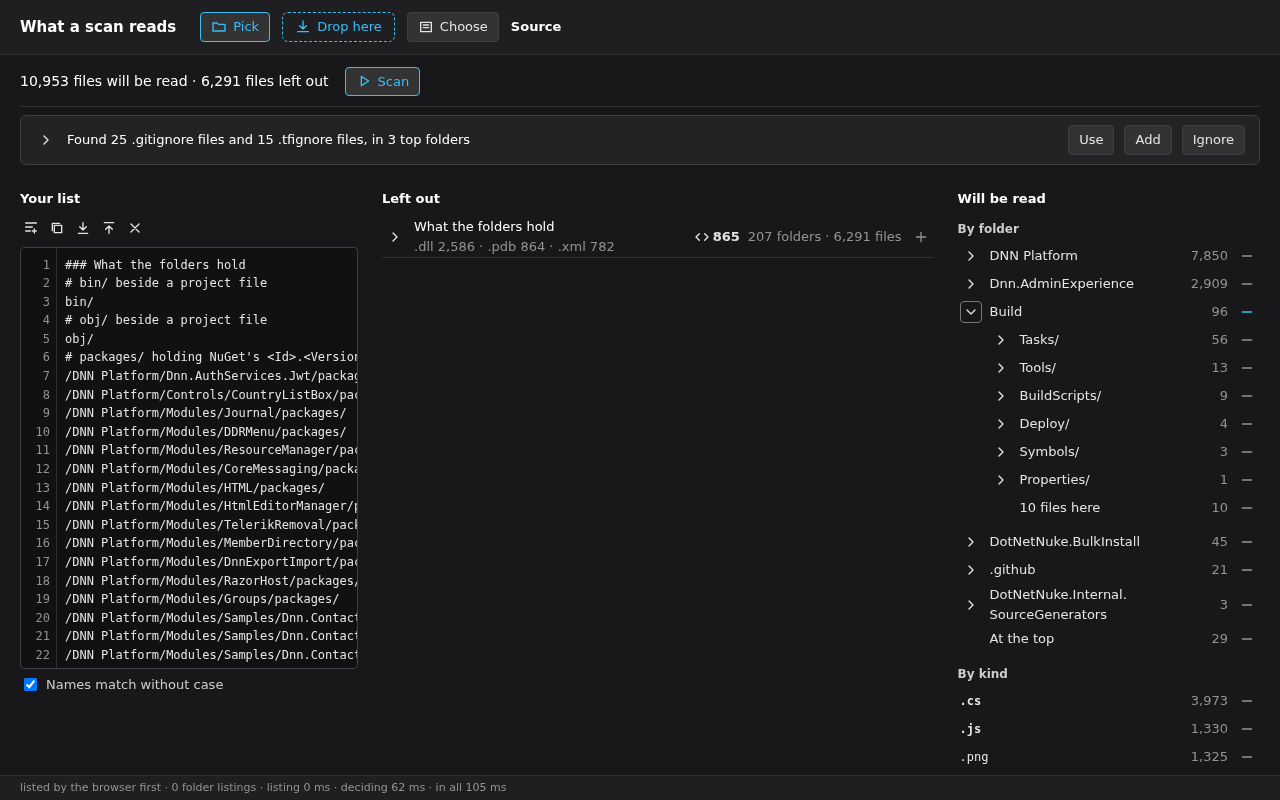 What a scan reads
Pick
Drop here
Choose
Source
10,953 files will be read · 6,291 files left out
Scan
Found 25 .gitignore files and 15 .tfignore files, in 3 top folders
Use
Add
Ignore
Your list
1 ### What the folders hold
2 # bin/ beside a project file
3 bin/
4 # obj/ beside a project file
5 obj/
6 # packages/ holding NuGet's <Id>.<Version
7 /DNN Platform/Dnn.AuthServices.Jwt/packag
8 /DNN Platform/Controls/CountryListBox/pac
9 /DNN Platform/Modules/Journal/packages/
10 /DNN Platform/Modules/DDRMenu/packages/
11 /DNN Platform/Modules/ResourceManager/pac
12 /DNN Platform/Modules/CoreMessaging/packa
13 /DNN Platform/Modules/HTML/packages/
14 /DNN Platform/Modules/HtmlEditorManager/p
15 /DNN Platform/Modules/TelerikRemoval/pack
16 /DNN Platform/Modules/MemberDirectory/pac
17 /DNN Platform/Modules/DnnExportImport/pac
18 /DNN Platform/Modules/RazorHost/packages/
19 /DNN Platform/Modules/Groups/packages/
20 /DNN Platform/Modules/Samples/Dnn.Contact
21 /DNN Platform/Modules/Samples/Dnn.Contact
22 /DNN Platform/Modules/Samples/Dnn.Contact
Names match without case
Left out
What the folders hold
.dll 2,586 · .pdb 864 · .xml 782
865 207 folders · 6,291 files
Will be read
By folder
DNN Platform 7,850
Dnn.AdminExperience 2,909
Build 96
Tasks/ 56
Tools/ 13
BuildScripts/ 9
Deploy/ 4
Symbols/ 3
Properties/ 1
10 files here 10
DotNetNuke.BulkInstall 45
.github 21
DotNetNuke.Internal.
SourceGenerators 3
At the top 29
By kind
.cs 3,973
.js 1,330
.png 1,325
listed by the browser first · 0 folder listings · listing 0 ms · deciding 62 ms · in all 105 ms